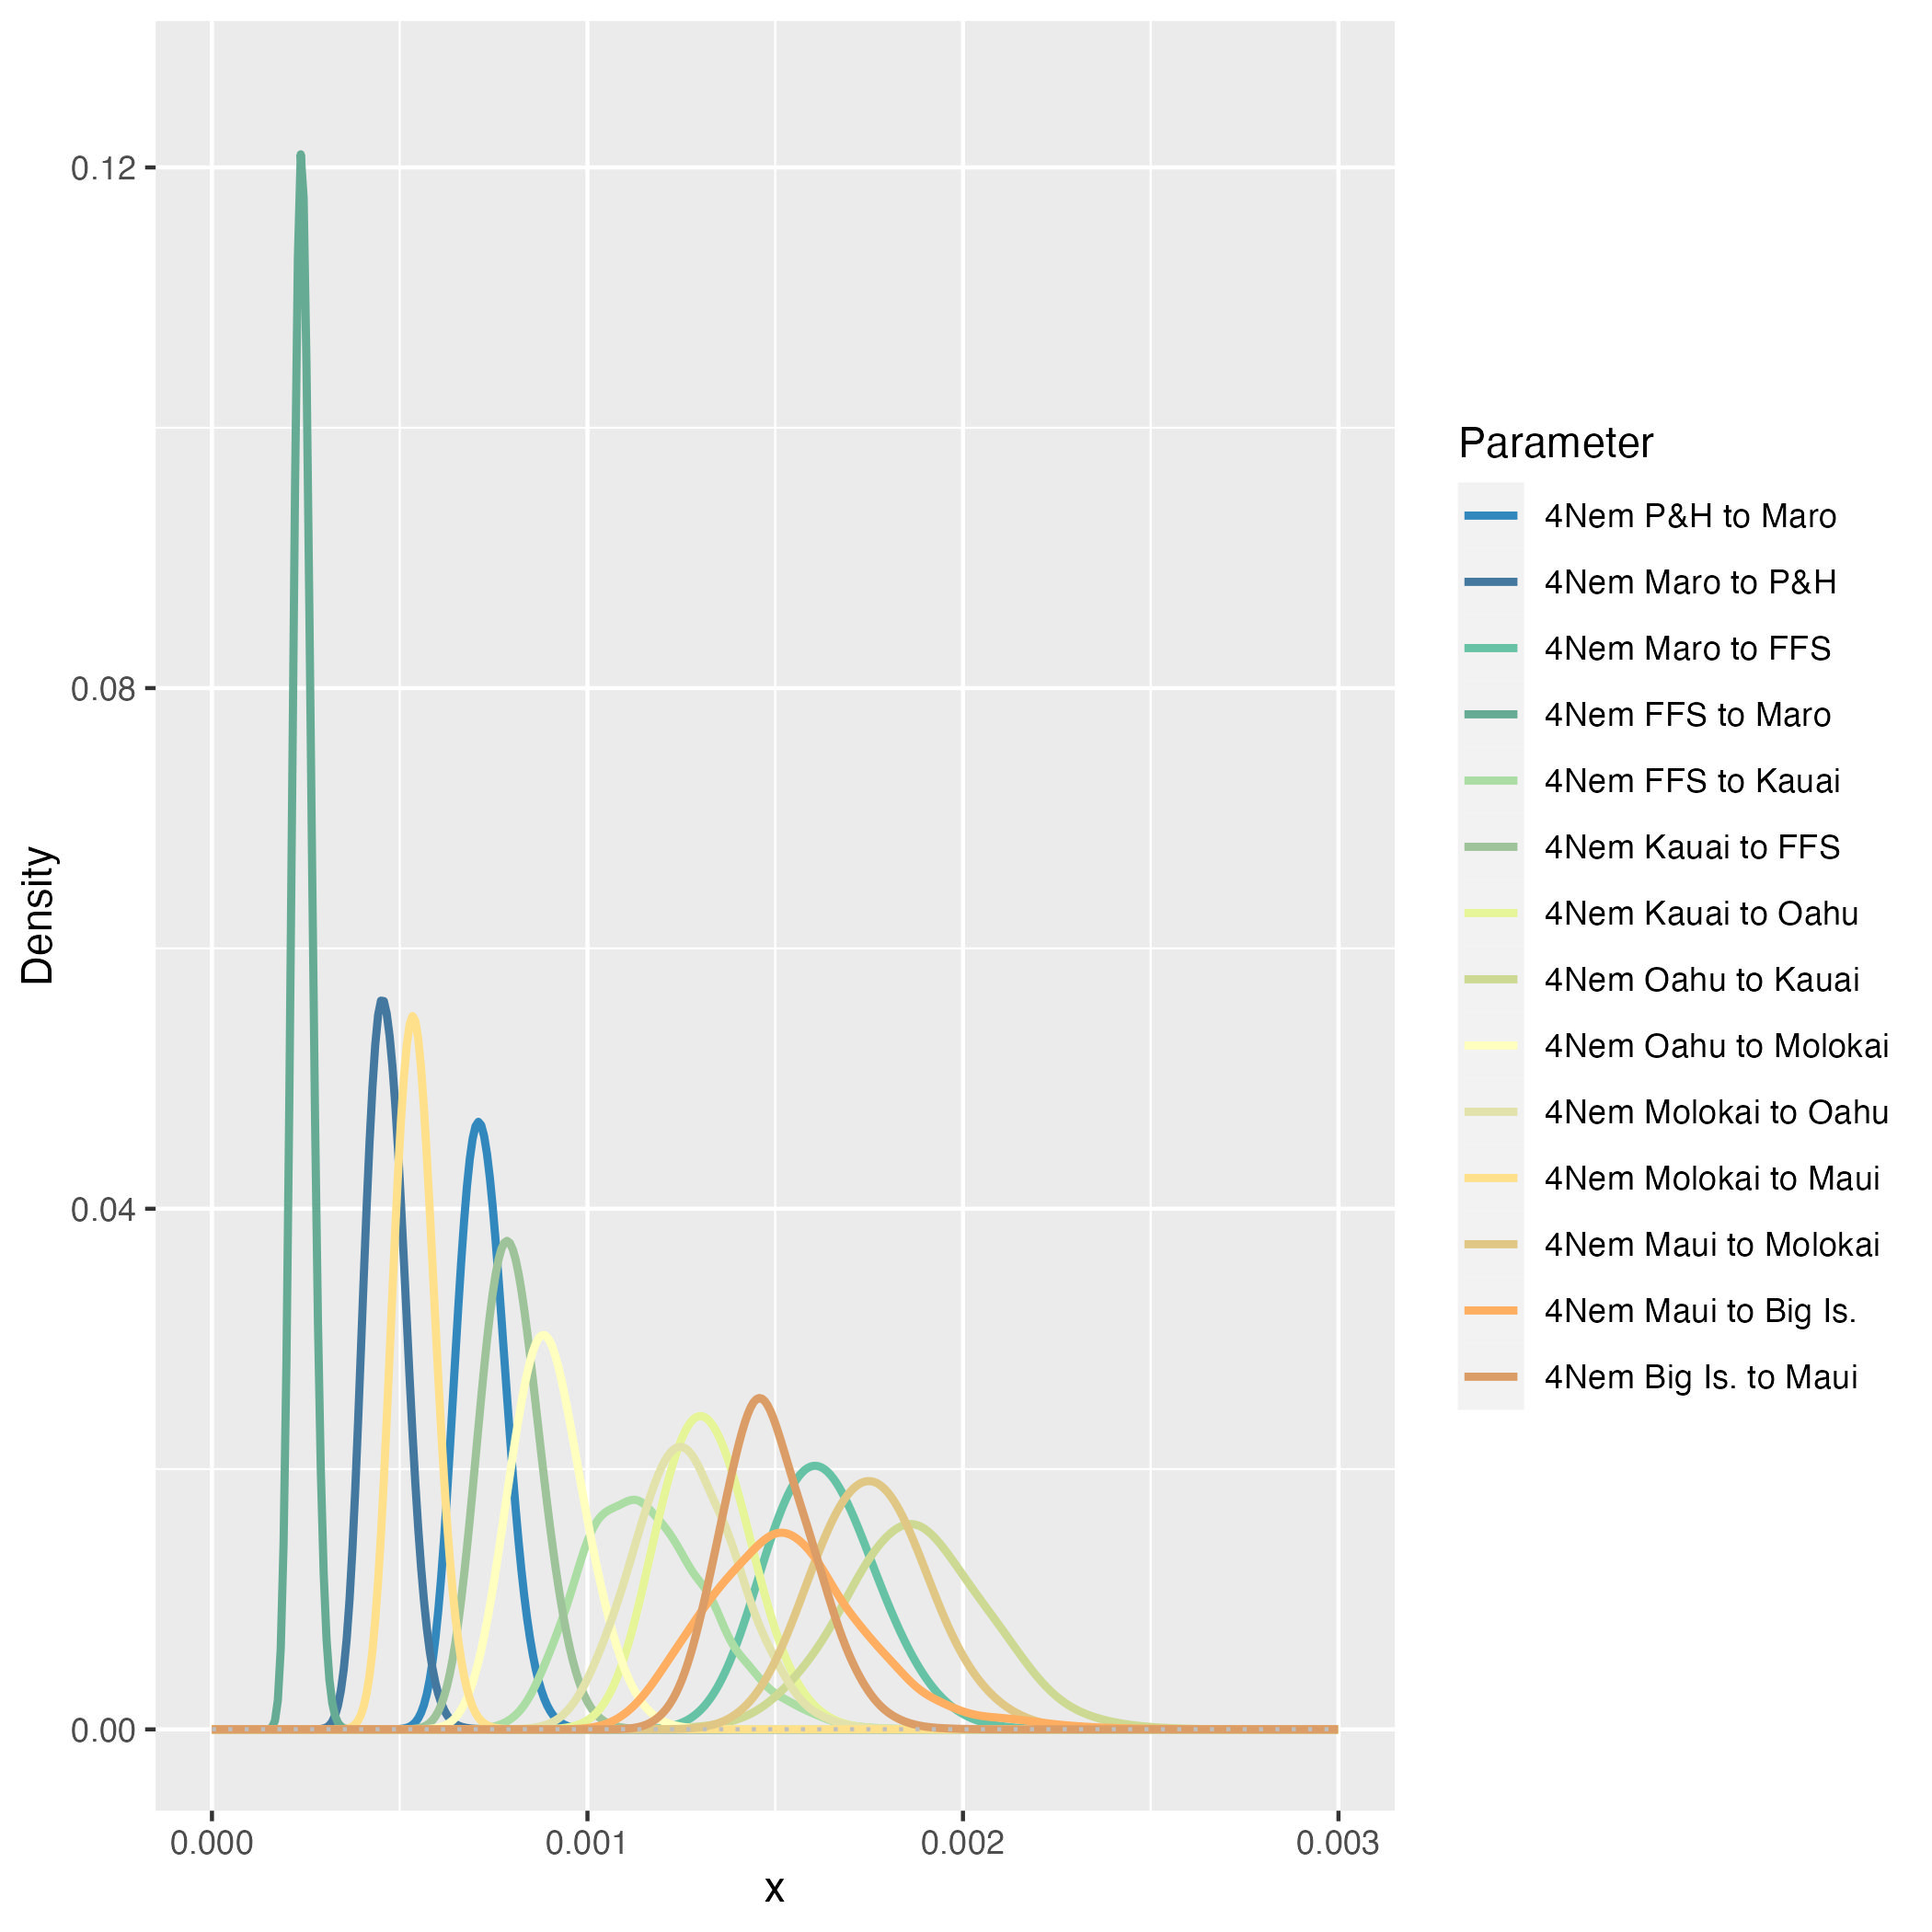 0.12
0.08
0.04
0.00
Density
0.000
0.001
0.002
0.003
x
Parameter
4Nem P&H to Maro
4Nem Maro to P&H
4Nem Maro to FFS
4Nem FFS to Maro
4Nem FFS to Kauai
4Nem Kauai to FFS
4Nem Kauai to Oahu
4Nem Oahu to Kauai
4Nem Oahu to Molokai
4Nem Molokai to Oahu
4Nem Molokai to Maui
4Nem Maui to Molokai
4Nem Maui to Big Is.
4Nem Big Is. to Maui